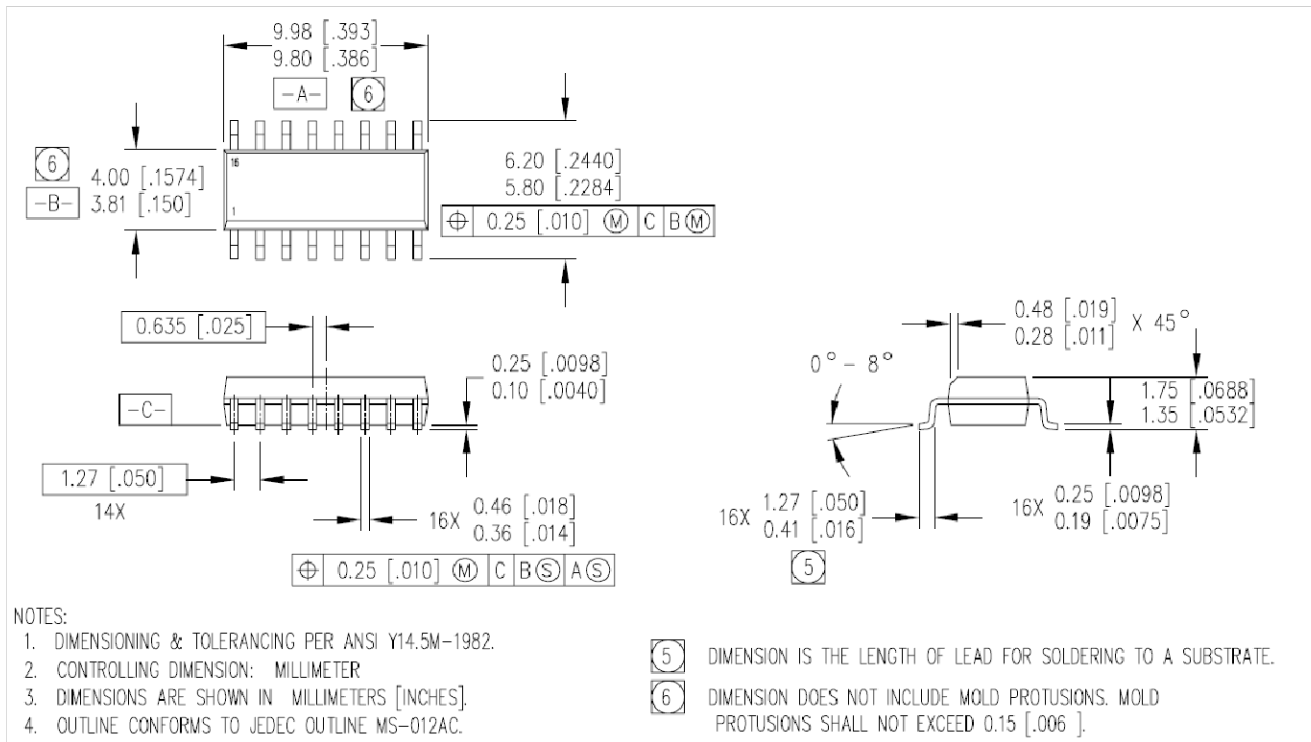 9.98 [.393]
9.80 [.386]
-A- 6
6
4.00 [.1574]
3.81 [.150]
-B-
16
1
6.20 [.2440]
5.80 [.2284]
⌖ 0.25 [.010] Ⓜ C B Ⓜ
0.635 [.025]
0.25 [.0098]
0.10 [.0040]
-C-
1.27 [.050]
14X
16X 0.46 [.018]
0.36 [.014]
⌖ 0.25 [.010] Ⓜ C B Ⓢ A Ⓢ
0.48 [.019]
0.28 [.011] X 45°
0° - 8°
1.75 [.0688]
1.35 [.0532]
16X 1.27 [.050]
0.41 [.016]
5
16X 0.25 [.0098]
0.19 [.0075]
NOTES:
1. DIMENSIONING & TOLERANCING PER ANSI Y14.5M-1982.
2. CONTROLLING DIMENSION: MILLIMETER
3. DIMENSIONS ARE SHOWN IN MILLIMETERS [INCHES].
4. OUTLINE CONFORMS TO JEDEC OUTLINE MS-012AC.
5 DIMENSION IS THE LENGTH OF LEAD FOR SOLDERING TO A SUBSTRATE.
6 DIMENSION DOES NOT INCLUDE MOLD PROTUSIONS. MOLD
PROTUSIONS SHALL NOT EXCEED 0.15 [.006 ].